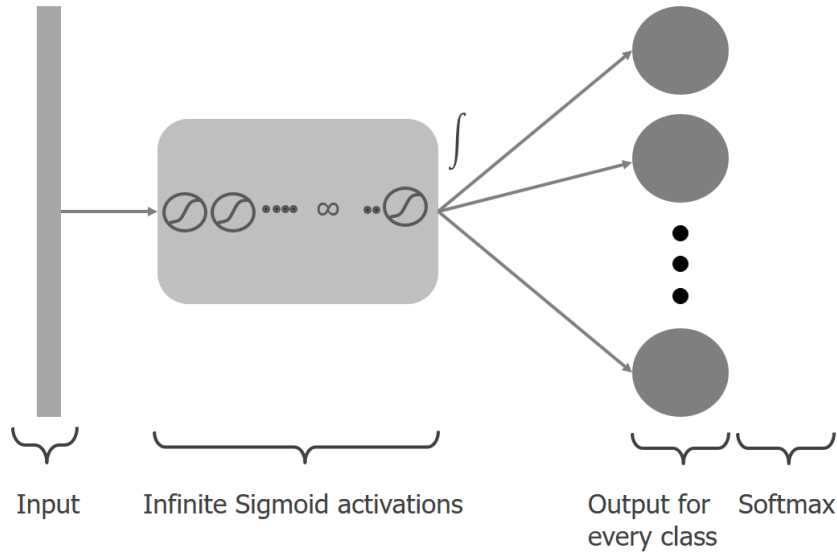 ∫
∞
Input
Infinite Sigmoid activations
Output for
every class
Softmax